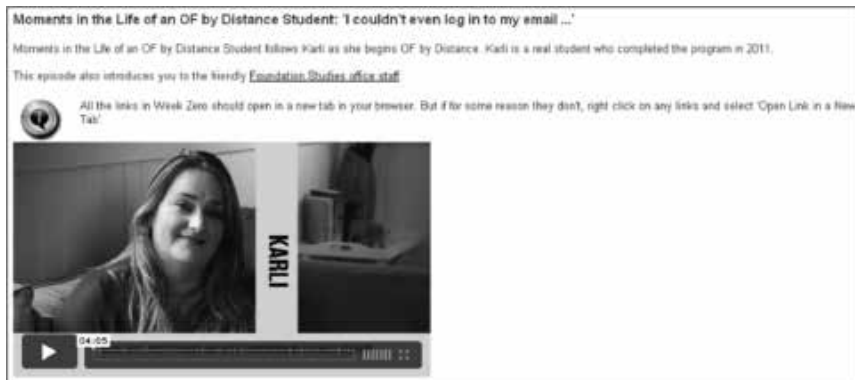 Moments in the Life of an OF by Distance Student: 'I couldn't even log in to my email ...'
Moments in the Life of an OF by Distance Student follows Karli as she begins OF by Distance. Karli is a real student who completed the program in 2011.
This episode also introduces you to the friendly Foundation Studies office staff
All the links in Week Zero should open in a new tab in your browser. But if for some reason they don't, right click on any links and select 'Open Link in a New
Tab'
KARLI
04:05